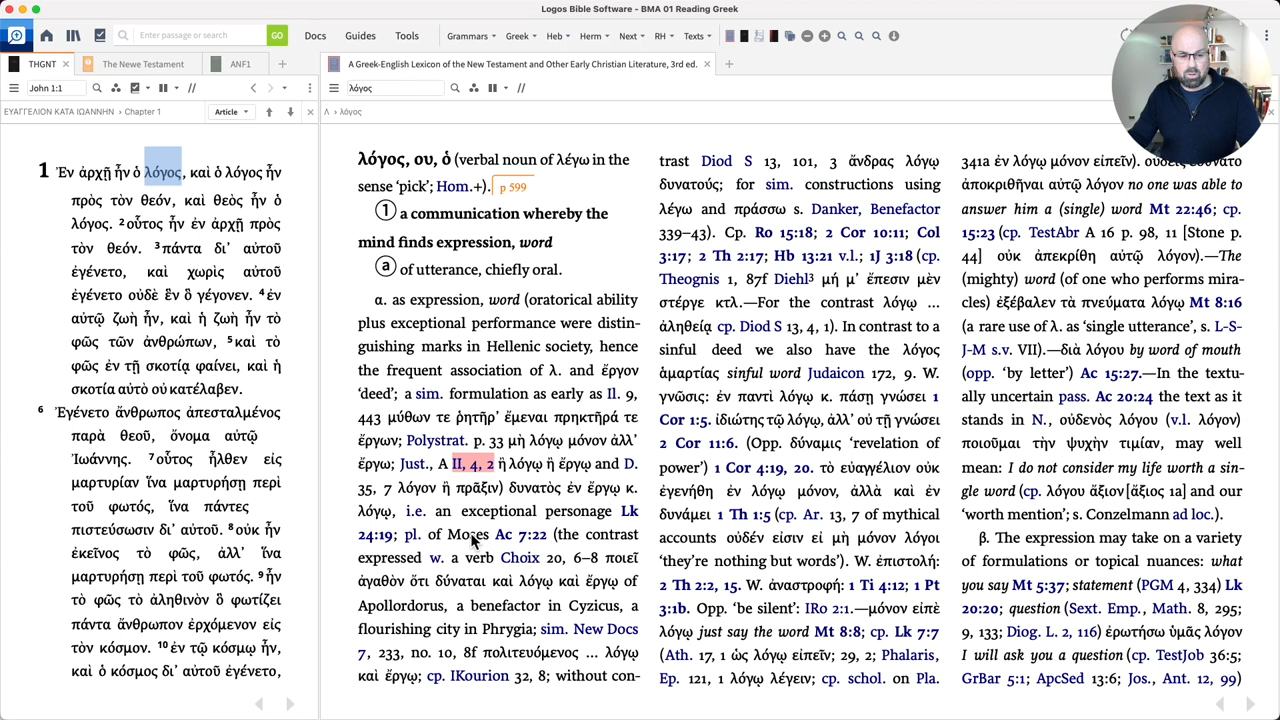 Logos Bible Software - BMA 01 Reading Greek
Enter passage or search
GO
Docs Guides Tools
Grammars Greek Heb Herm Next RH Texts
THGNT The Newe Testament ANF1
A Greek-English Lexicon of the New Testament and Other Early Christian Literature, 3rd ed.
John 1:1
λόγος
ΕΥΑΓΓΕΛΙΟΝ ΚΑΤΑ ΙΩΑΝΝΗΝ › Chapter 1
Article
Λ › λόγος
1 Ἐν ἀρχῇ ἦν ὁ λόγος, καὶ ὁ λόγος ἦν
πρὸς τὸν θεόν, καὶ θεὸς ἦν ὁ
λόγος. 2 οὗτος ἦν ἐν ἀρχῇ πρὸς
τὸν θεόν. 3 πάντα δι’ αὐτοῦ
ἐγένετο, καὶ χωρὶς αὐτοῦ
ἐγένετο οὐδὲ ἓν ὃ γέγονεν. 4 ἐν
αὐτῷ ζωὴ ἦν, καὶ ἡ ζωὴ ἦν τὸ
φῶς τῶν ἀνθρώπων, 5 καὶ τὸ
φῶς ἐν τῇ σκοτίᾳ φαίνει, καὶ ἡ
σκοτία αὐτὸ οὐ κατέλαβεν.
6 Ἐγένετο ἄνθρωπος ἀπεσταλμένος
παρὰ θεοῦ, ὄνομα αὐτῷ
Ἰωάννης. 7 οὗτος ἦλθεν εἰς
μαρτυρίαν ἵνα μαρτυρήσῃ περὶ
τοῦ φωτός, ἵνα πάντες
πιστεύσωσιν δι’ αὐτοῦ. 8 οὐκ ἦν
ἐκεῖνος τὸ φῶς, ἀλλ’ ἵνα
μαρτυρήσῃ περὶ τοῦ φωτός. 9 ἦν
τὸ φῶς τὸ ἀληθινὸν ὃ φωτίζει
πάντα ἄνθρωπον ἐρχόμενον εἰς
τὸν κόσμον. 10 ἐν τῷ κόσμῳ ἦν,
καὶ ὁ κόσμος δι’ αὐτοῦ ἐγένετο,
λόγος, ου, ὁ (verbal noun of λέγω in the
sense ‘pick’; Hom.+). p 599
① a communication whereby the
mind finds expression, word
ⓐ of utterance, chiefly oral.
α. as expression, word (oratorical ability
plus exceptional performance were distin-
guishing marks in Hellenic society, hence
the frequent association of λ. and ἔργον
‘deed’; a sim. formulation as early as Il. 9,
443 μύθων τε ῥητῆρ’ ἔμεναι πρηκτῆρά τε
ἔργων; Polystrat. p. 33 μὴ λόγῳ μόνον ἀλλ’
ἔργῳ; Just., A II, 4, 2 ἢ λόγῳ ἢ ἔργῳ and D.
35, 7 λόγον ἢ πρᾶξιν) δυνατὸς ἐν ἔργῳ κ.
λόγῳ, i.e. an exceptional personage Lk
24:19; pl. of Moses Ac 7:22 (the contrast
expressed w. a verb Choix 20, 6–8 ποιεῖ
ἀγαθὸν ὅτι δύναται καὶ λόγῳ καὶ ἔργῳ of
Apollordorus, a benefactor in Cyzicus, a
flourishing city in Phrygia; sim. New Docs
7, 233, no. 10, 8f πολιτευόμενος … λόγῳ
καὶ ἔργῳ; cp. IKourion 32, 8; without con-
trast Diod S 13, 101, 3 ἄνδρας λόγῳ
δυνατούς; for sim. constructions using
λέγω and πράσσω s. Danker, Benefactor
339–43). Cp. Ro 15:18; 2 Cor 10:11; Col
3:17; 2 Th 2:17; Hb 13:21 v.l.; 1J 3:18 (cp.
Theognis 1, 87f Diehl³ μή μ’ ἔπεσιν μὲν
στέργε κτλ.—For the contrast λόγῳ …
ἀληθείᾳ cp. Diod S 13, 4, 1). In contrast to a
sinful deed we also have the λόγος
ἁμαρτίας sinful word Judaicon 172, 9. W.
γνῶσις: ἐν παντὶ λόγῳ κ. πάσῃ γνώσει 1
Cor 1:5. ἰδιώτης τῷ λόγῳ, ἀλλ’ οὐ τῇ γνώσει
2 Cor 11:6. (Opp. δύναμις ‘revelation of
power’) 1 Cor 4:19, 20. τὸ εὐαγγέλιον οὐκ
ἐγενήθη ἐν λόγῳ μόνον, ἀλλὰ καὶ ἐν
δυνάμει 1 Th 1:5 (cp. Ar. 13, 7 of mythical
accounts οὐδέν εἰσιν εἰ μὴ μόνον λόγοι
‘they’re nothing but words’). W. ἐπιστολή:
2 Th 2:2, 15. W. ἀναστροφή: 1 Ti 4:12; 1 Pt
3:1b. Opp. ‘be silent’: IRo 2:1.—μόνον εἰπὲ
λόγῳ just say the word Mt 8:8; cp. Lk 7:7
(Ath. 17, 1 ὡς λόγῳ εἰπεῖν; 29, 2; Phalaris,
Ep. 121, 1 λόγῳ λέγειν; cp. schol. on Pla.
341a ἐν λόγῳ μόνον εἰπεῖν). οὐδεὶς ἐδύνατο
ἀποκριθῆναι αὐτῷ λόγον no one was able to
answer him a (single) word Mt 22:46; cp.
15:23 (cp. TestAbr A 16 p. 98, 11 [Stone p.
44] οὐκ ἀπεκρίθη αὐτῷ λόγον).—The
(mighty) word (of one who performs mira-
cles) ἐξέβαλεν τὰ πνεύματα λόγῳ Mt 8:16
(a rare use of λ. as ‘single utterance’, s. L-S-
J-M s.v. VII).—διὰ λόγου by word of mouth
(opp. ‘by letter’) Ac 15:27.—In the textu-
ally uncertain pass. Ac 20:24 the text as it
stands in N., οὐδενὸς λόγου (v.l. λόγον)
ποιοῦμαι τὴν ψυχὴν τιμίαν, may well
mean: I do not consider my life worth a sin-
gle word (cp. λόγου ἄξιον [ἄξιος 1a] and our
‘worth mention’; s. Conzelmann ad loc.).
β. The expression may take on a variety
of formulations or topical nuances: what
you say Mt 5:37; statement (PGM 4, 334) Lk
20:20; question (Sext. Emp., Math. 8, 295;
9, 133; Diog. L. 2, 116) ἐρωτήσω ὑμᾶς λόγον
I will ask you a question (cp. TestJob 36:5;
GrBar 5:1; ApcSed 13:6; Jos., Ant. 12, 99)